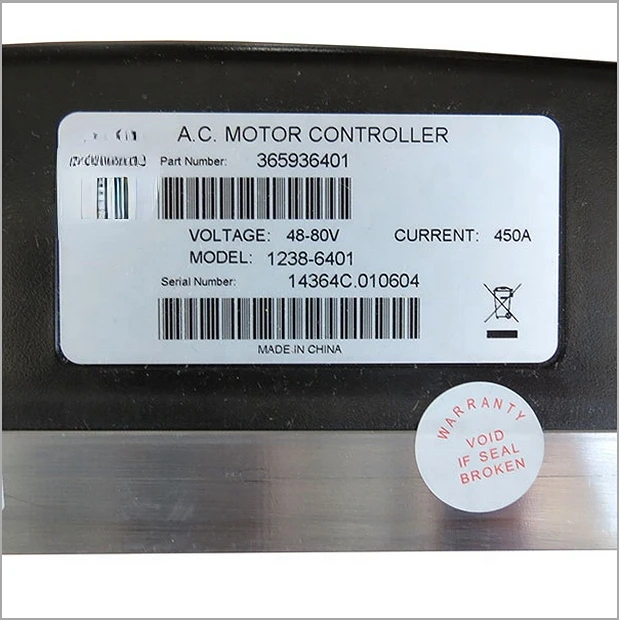 A.C. MOTOR CONTROLLER
Part Number: 365936401
VOLTAGE: 48-80V CURRENT: 450A
MODEL: 1238-6401
Serial Number: 14364C.010604
MADE IN CHINA
WARRANTY
VOID
IF SEAL
BROKEN